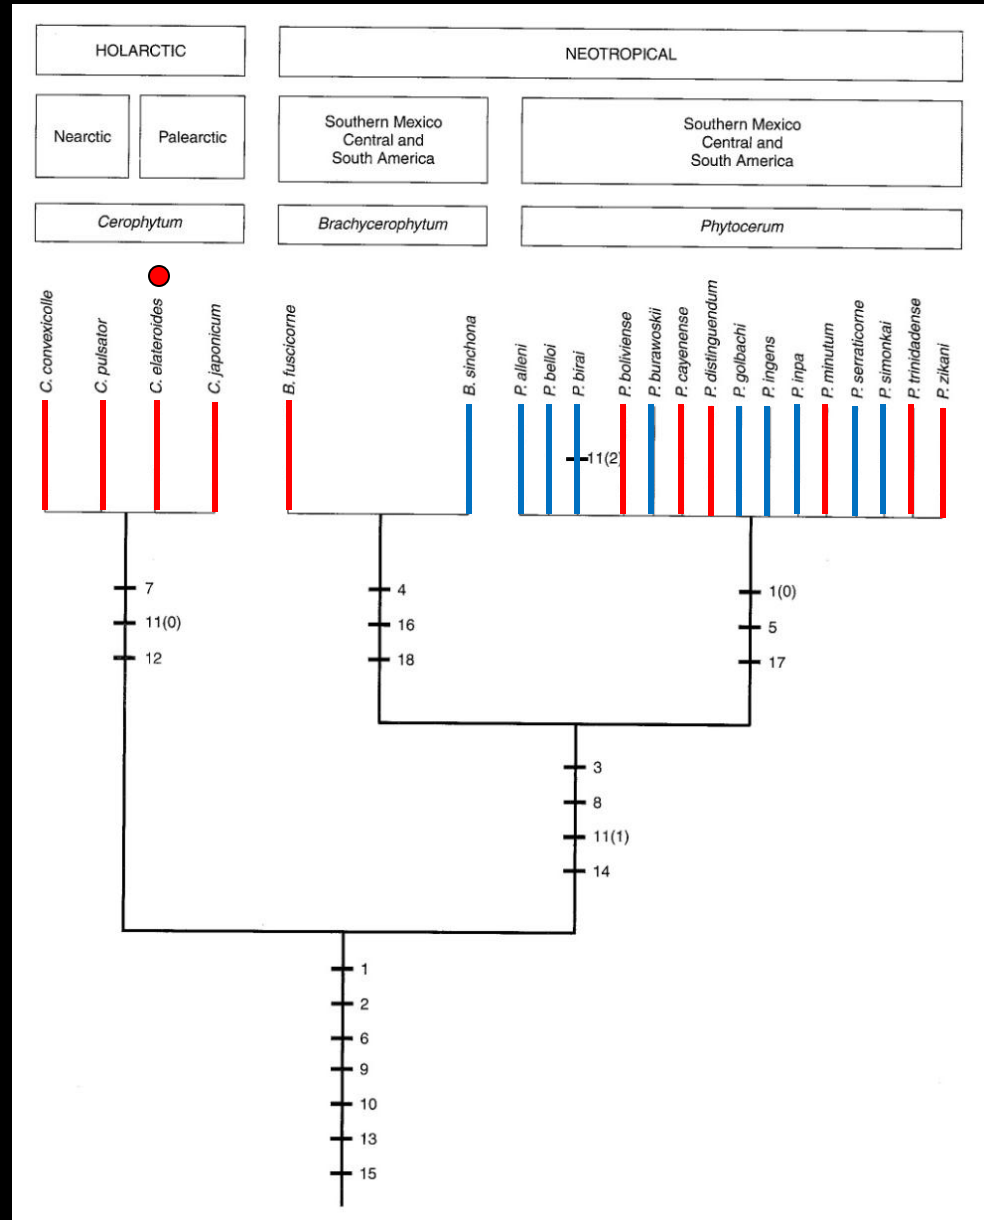 HOLARCTIC
NEOTROPICAL
Nearctic
Palearctic
Southern Mexico
Central and
South America
Southern Mexico
Central and
South America
Cerophytum
Brachycerophytum
Phytocerum
C. convexicolle
C. pulsator
C. elateroides
C. japonicum
B. fuscicorne
B. sinchona
P. alleni
P. belloi
P. birai
P. boliviense
P. burawoskii
P. cayenense
P. distinguendum
P. golbachi
P. ingens
P. inpa
P. minutum
P. serraticorne
P. simonkai
P. trinidadense
P. zikani
11(2)
7
11(0)
12
4
16
18
1(0)
5
17
3
8
11(1)
14
1
2
6
9
10
13
15